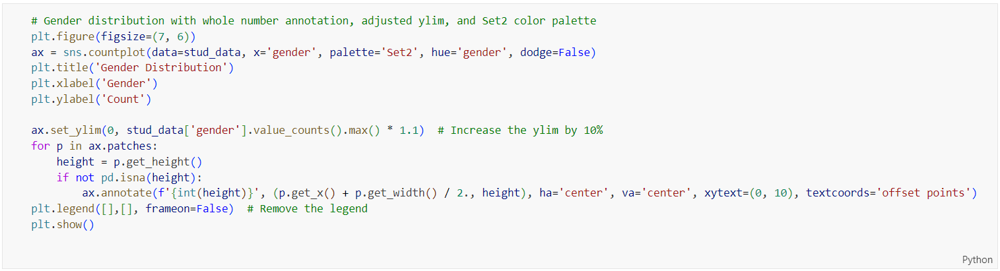 # Gender distribution with whole number annotation, adjusted ylim, and Set2 color palette
plt.figure(figsize=(7, 6))
ax = sns.countplot(data=stud_data, x='gender', palette='Set2', hue='gender', dodge=False)
plt.title('Gender Distribution')
plt.xlabel('Gender')
plt.ylabel('Count')

ax.set_ylim(0, stud_data['gender'].value_counts().max() * 1.1)  # Increase the ylim by 10%
for p in ax.patches:
    height = p.get_height()
    if not pd.isna(height):
        ax.annotate(f'{int(height)}', (p.get_x() + p.get_width() / 2., height), ha='center', va='center', xytext=(0, 10), textcoords='offset points')
plt.legend([],[], frameon=False)  # Remove the legend
plt.show()
Python